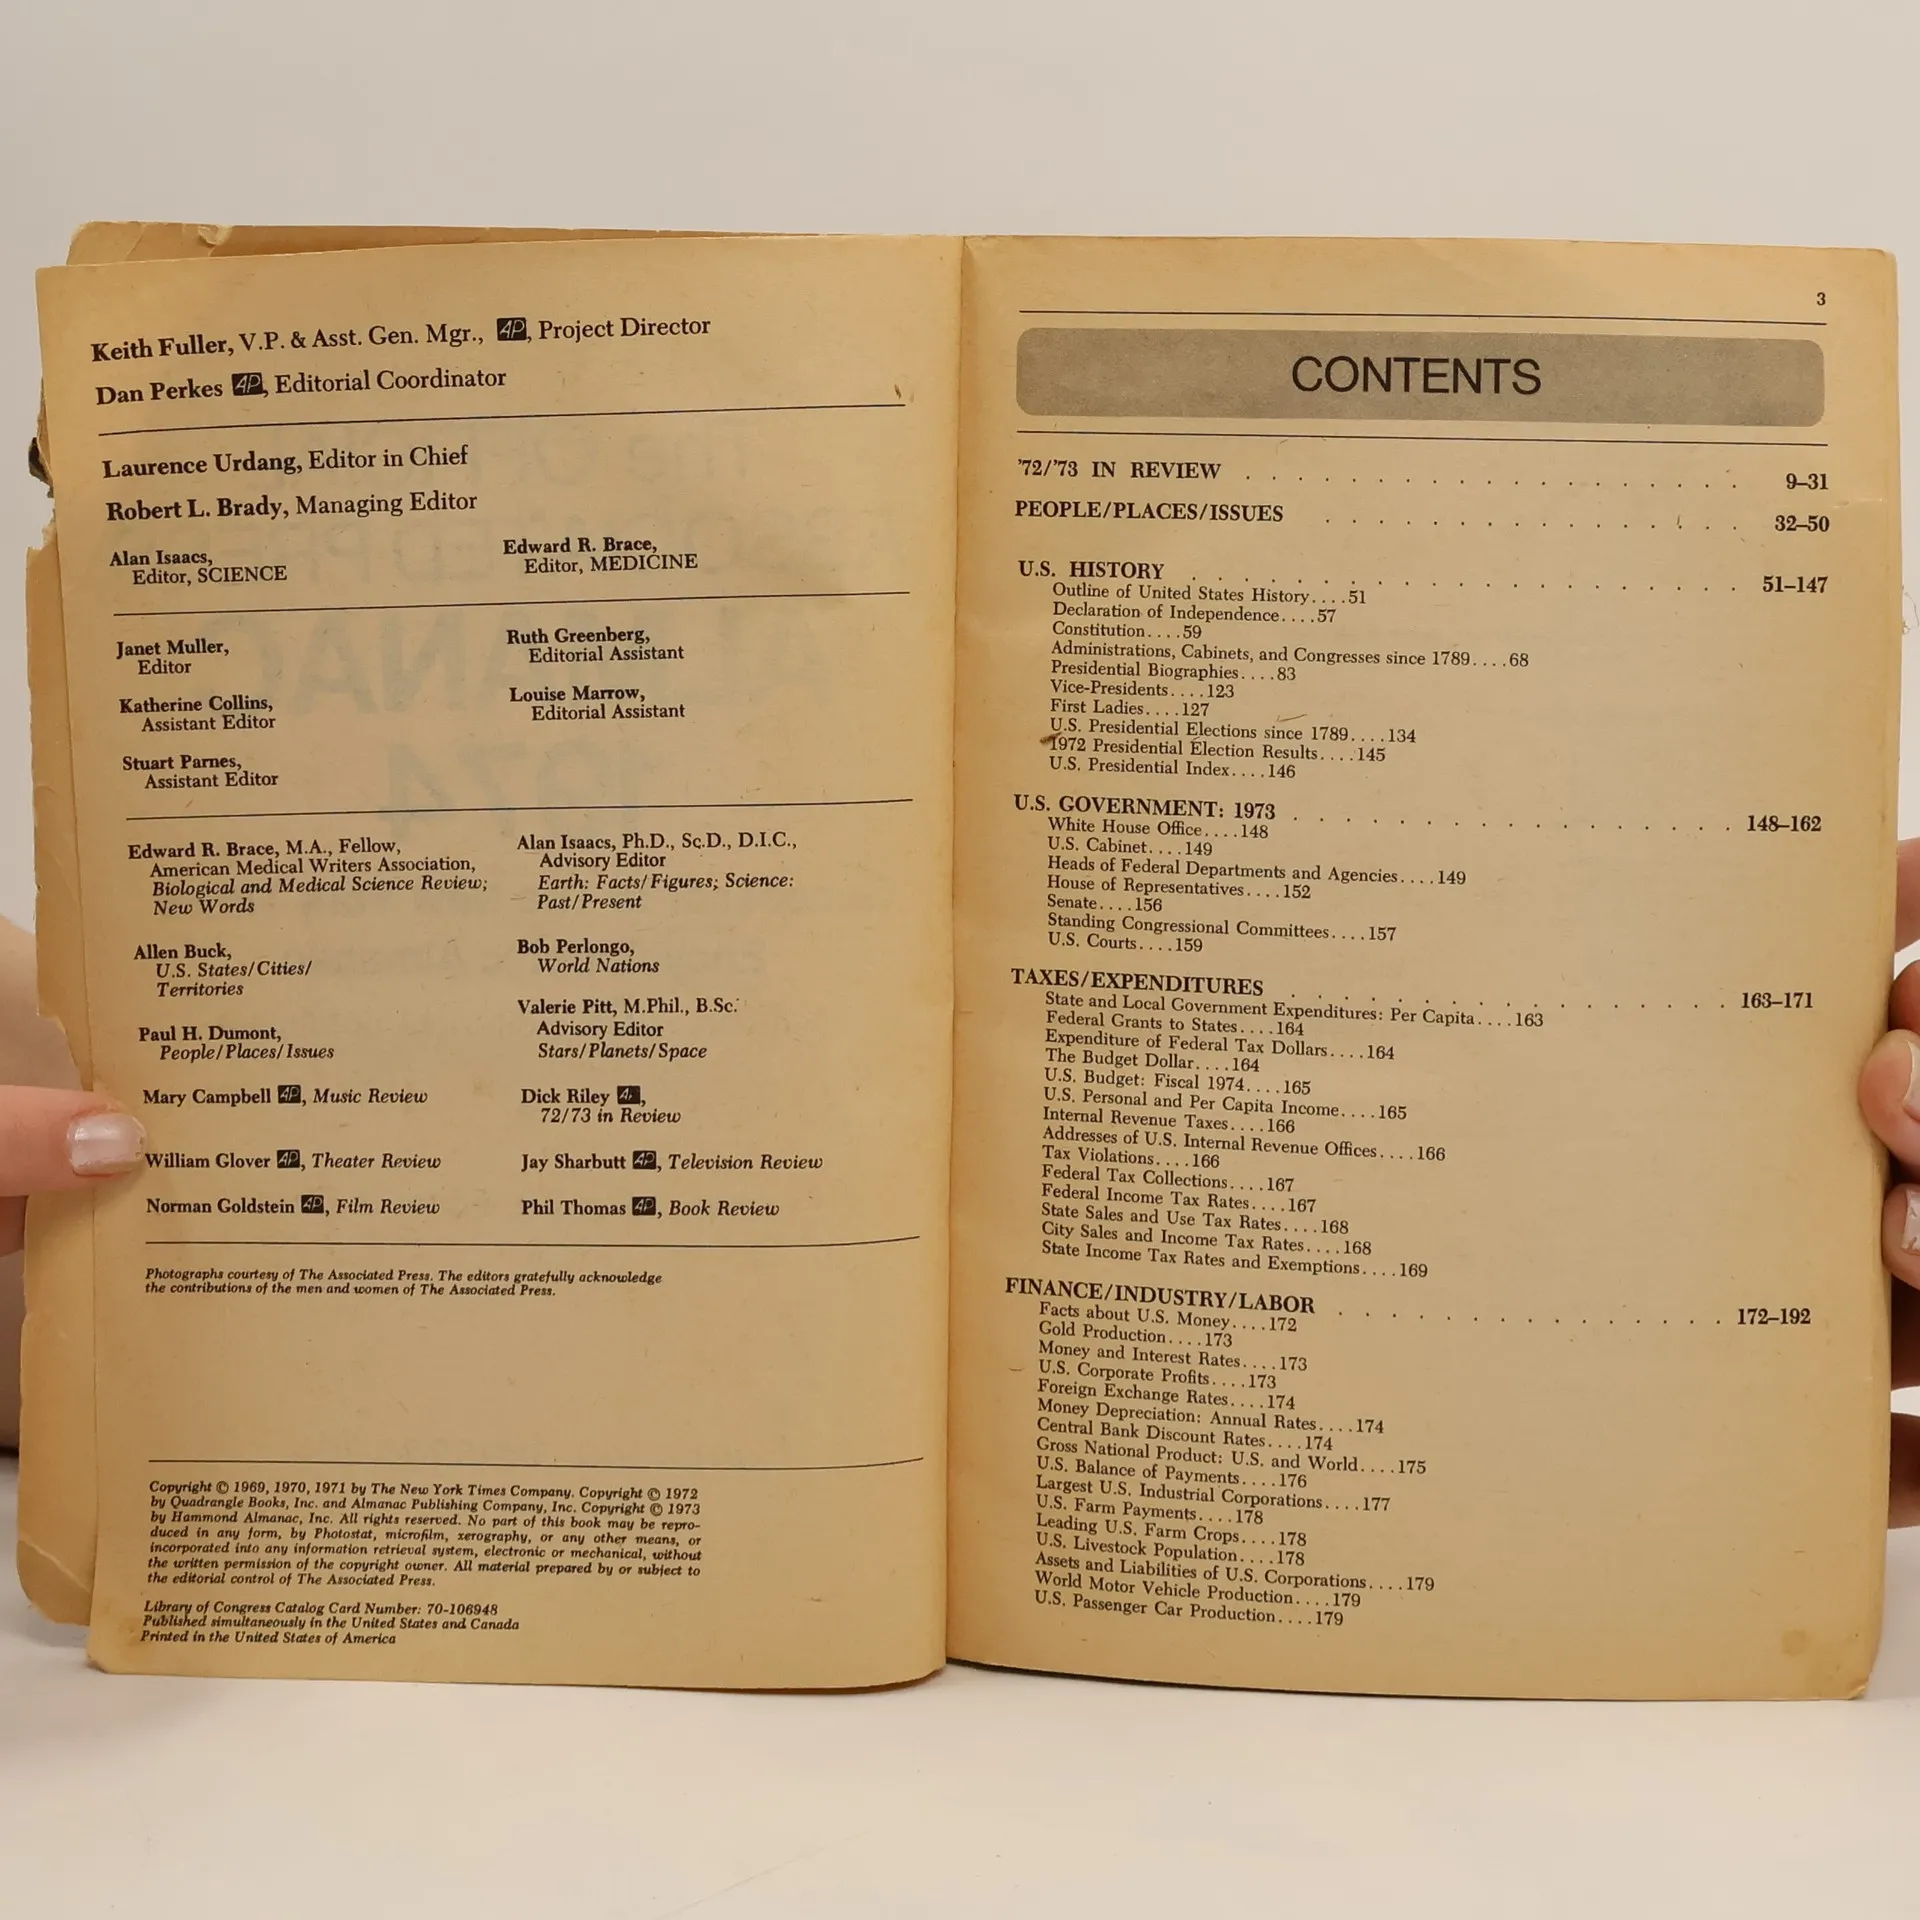 Keith Fuller, V.P. & Asst. Gen. Mgr., AP, Project Director
Dan Perkes AP, Editorial Coordinator
Laurence Urdang, Editor in Chief
Robert L. Brady, Managing Editor
Alan Isaacs,
Editor, SCIENCE
Edward R. Brace,
Editor, MEDICINE
Janet Muller,
Editor
Katherine Collins,
Assistant Editor
Stuart Parnes,
Assistant Editor
Ruth Greenberg,
Editorial Assistant
Louise Marrow,
Editorial Assistant
Edward R. Brace, M.A., Fellow,
American Medical Writers Association,
Biological and Medical Science Review;
New Words
Allen Buck,
U.S. States/Cities/
Territories
Paul H. Dumont,
People/Places/Issues
Mary Campbell AP, Music Review
William Glover AP, Theater Review
Norman Goldstein AP, Film Review
Alan Isaacs, Ph.D., Sc.D., D.I.C.,
Advisory Editor
Earth: Facts/Figures; Science:
Past/Present
Bob Perlongo,
World Nations
Valerie Pitt, M.Phil., B.Sc.
Advisory Editor
Stars/Planets/Space
Dick Riley AP,
72/73 in Review
Jay Sharbutt AP, Television Review
Phil Thomas AP, Book Review
Photographs courtesy of The Associated Press. The editors gratefully acknowledge
the contributions of the men and women of The Associated Press.
Copyright © 1969, 1970, 1971 by The New York Times Company. Copyright © 1972
by Quadrangle Books, Inc. and Almanac Publishing Company, Inc. Copyright © 1973
by Hammond Almanac, Inc. All rights reserved. No part of this book may be repro-
duced in any form, by Photostat, microfilm, xerography, or any other means, or
incorporated into any information retrieval system, electronic or mechanical, without
the written permission of the copyright owner. All material prepared by or subject to
the editorial control of The Associated Press.
Library of Congress Catalog Card Number: 70-106948
Published simultaneously in the United States and Canada
Printed in the United States of America
3
CONTENTS
'72/'73 IN REVIEW . . . . . . . . . . . . . . . . . . 9–31
PEOPLE/PLACES/ISSUES . . . . . . . . . . . . . . . . 32–50
U.S. HISTORY . . . . . . . . . . . . . . . . . . . . 51–147
Outline of United States History....51
Declaration of Independence....57
Constitution....59
Administrations, Cabinets, and Congresses since 1789....68
Presidential Biographies....83
Vice-Presidents....123
First Ladies....127
U.S. Presidential Elections since 1789....134
1972 Presidential Election Results....145
U.S. Presidential Index....146
U.S. GOVERNMENT: 1973 . . . . . . . . . . . . . . . . 148–162
White House Office....148
U.S. Cabinet....149
Heads of Federal Departments and Agencies....149
House of Representatives....152
Senate....156
Standing Congressional Committees....157
U.S. Courts....159
TAXES/EXPENDITURES . . . . . . . . . . . . . . . . . 163–171
State and Local Government Expenditures: Per Capita....163
Federal Grants to States....164
Expenditure of Federal Tax Dollars....164
The Budget Dollar....164
U.S. Budget: Fiscal 1974....165
U.S. Personal and Per Capita Income....165
Internal Revenue Taxes....166
Addresses of U.S. Internal Revenue Offices....166
Tax Violations....166
Federal Tax Collections....167
Federal Income Tax Rates....167
State Sales and Use Tax Rates....168
City Sales and Income Tax Rates....168
State Income Tax Rates and Exemptions....169
FINANCE/INDUSTRY/LABOR . . . . . . . . . . . . . . . 172–192
Facts about U.S. Money....172
Gold Production....173
Money and Interest Rates....173
U.S. Corporate Profits....173
Foreign Exchange Rates....174
Money Depreciation: Annual Rates....174
Central Bank Discount Rates....174
Gross National Product: U.S. and World....175
U.S. Balance of Payments....176
Largest U.S. Industrial Corporations....177
U.S. Farm Payments....178
Leading U.S. Farm Crops....178
U.S. Livestock Population....178
Assets and Liabilities of U.S. Corporations....179
World Motor Vehicle Production....179
U.S. Passenger Car Production....179